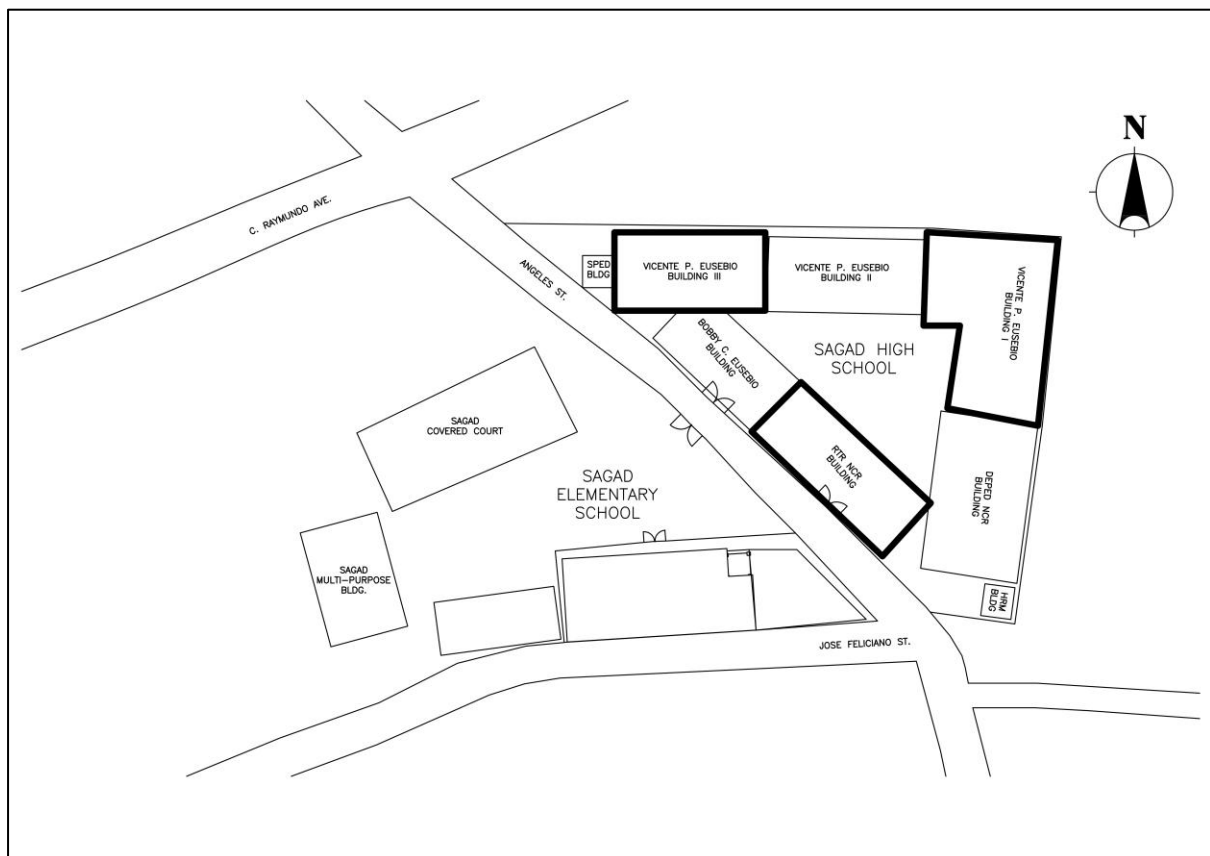 N
C. RAYMUNDO AVE.
ANGELES ST.
SPED
BLDG
VICENTE P. EUSEBIO
BUILDING III
VICENTE P. EUSEBIO
BUILDING II
VICENTE P. EUSEBIO
BUILDING I
BOBBY C. EUSEBIO
BUILDING
SAGAD HIGH
SCHOOL
SAGAD
COVERED COURT
RTR NCR
BUILDING
SAGAD
ELEMENTARY
SCHOOL
DEPED NCR
BUILDING
SAGAD
MULTI-PURPOSE
BLDG.
HRM
BLDG
JOSE FELICIANO ST.